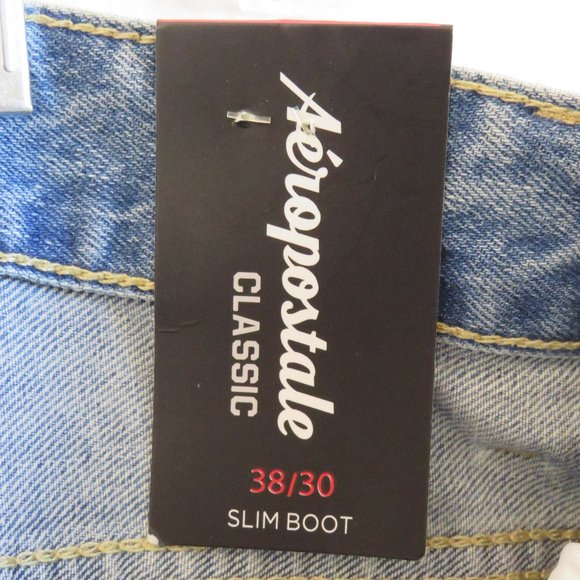 Aéropostale
CLASSIC
38/30
SLIM BOOT